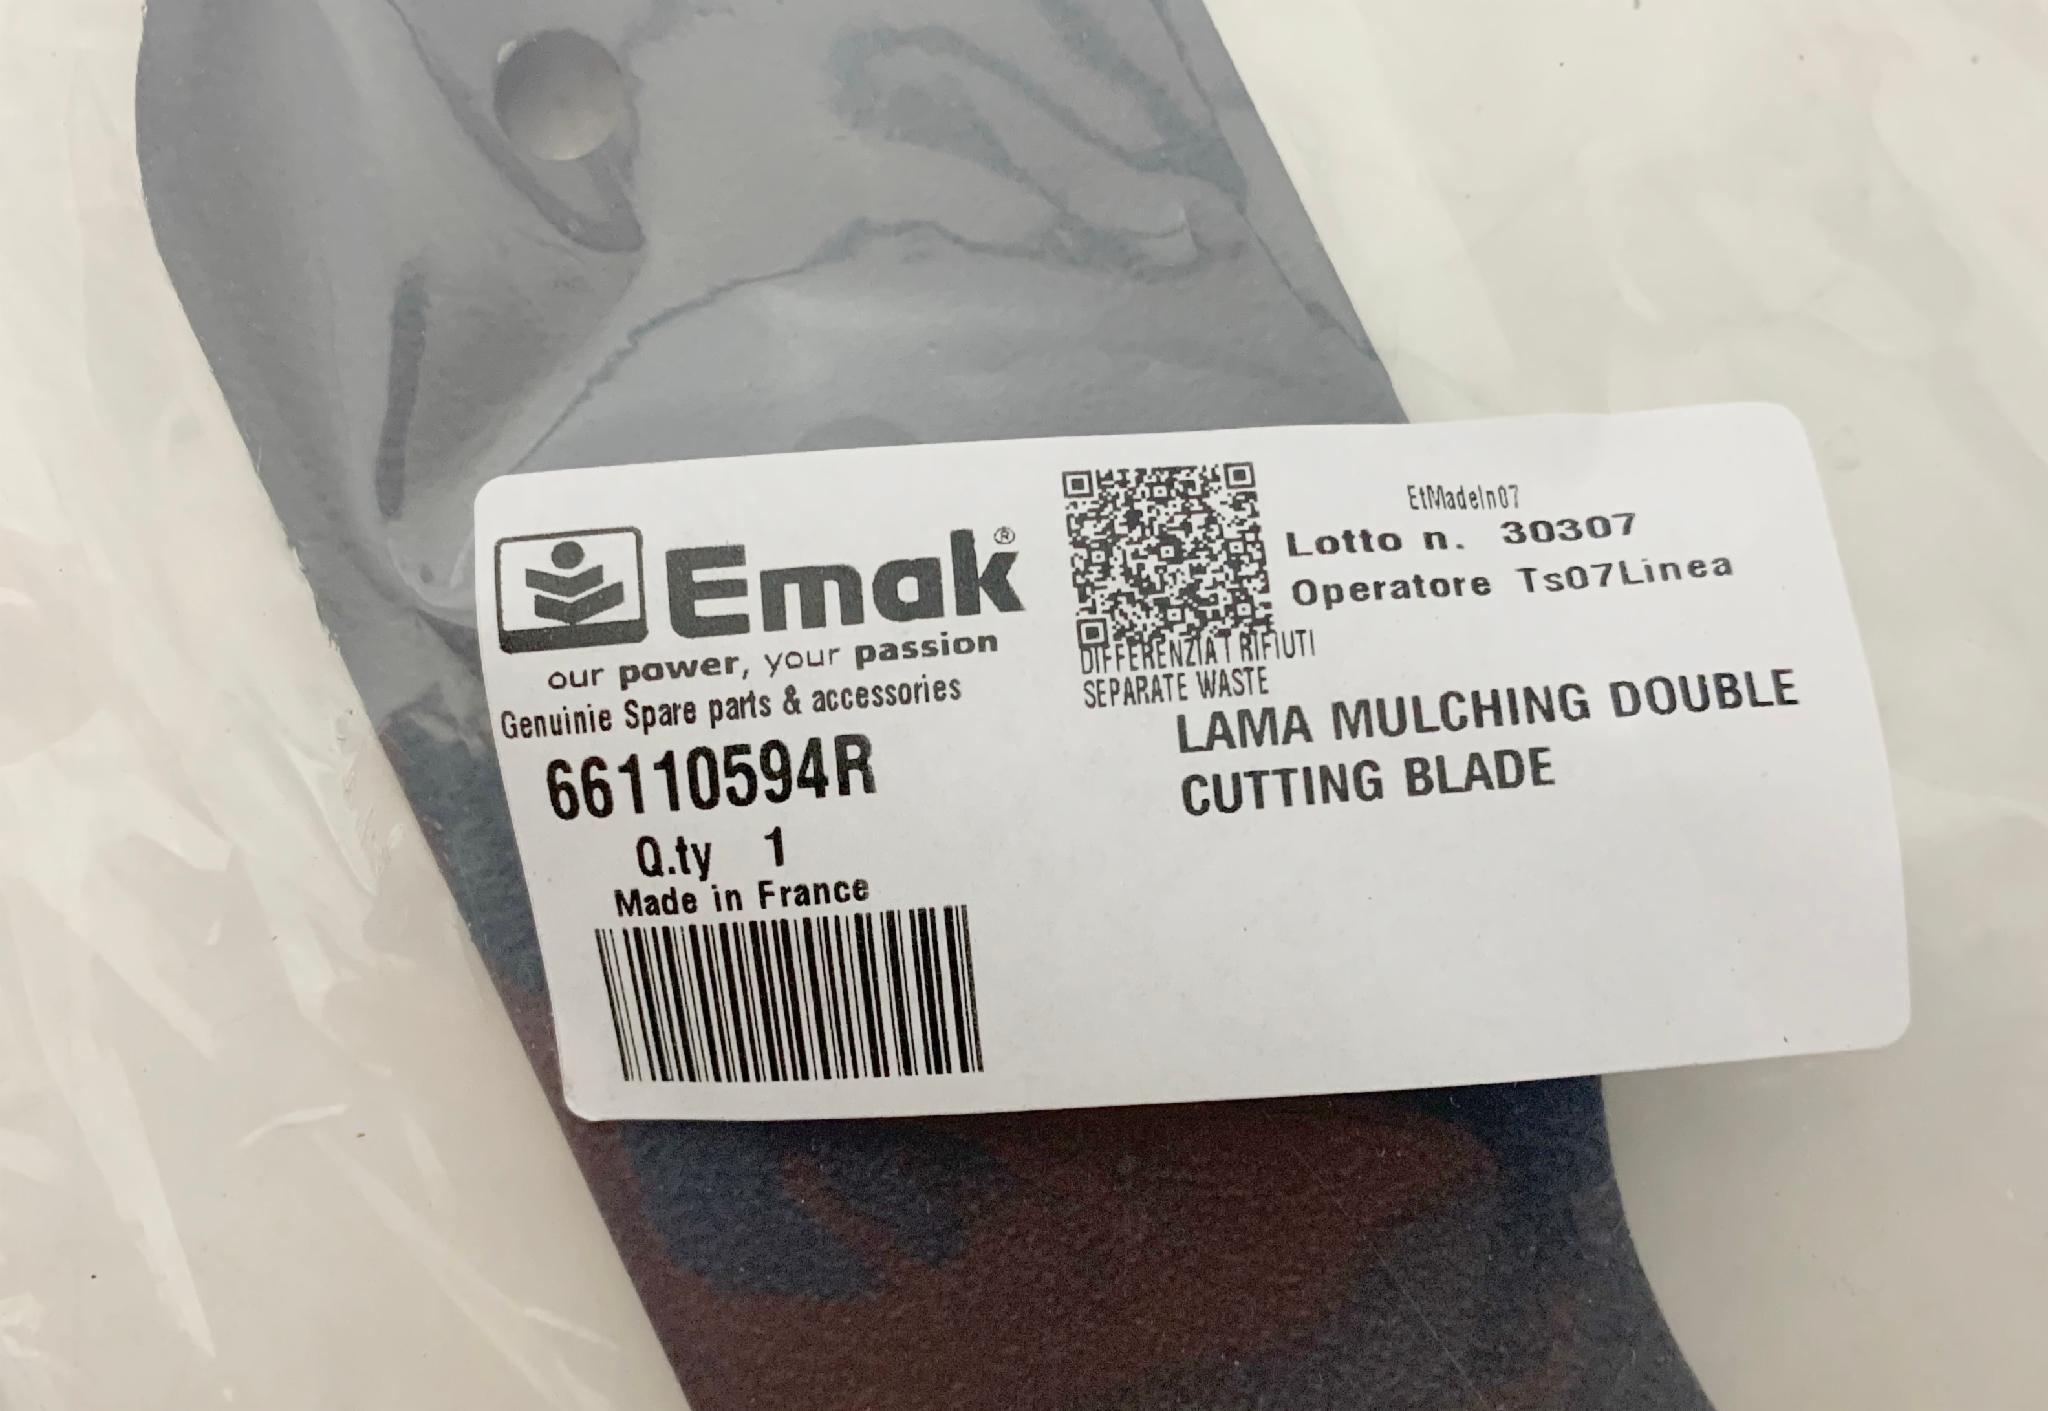 Emak®
our power, your passion
Genuinie Spare parts & accessories
66110594R
Q.ty 1
Made in France
EtMadeIn07
Lotto n. 30307
Operatore Ts07Linea
DIFFERENZIA I RIFIUTI
SEPARATE WASTE
LAMA MULCHING DOUBLE
CUTTING BLADE